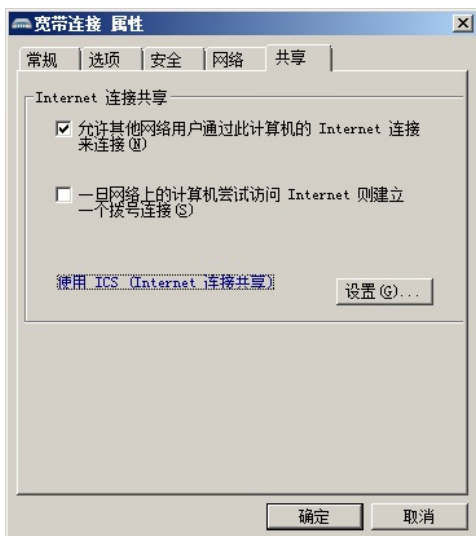 宽带连接 属性
常规 选项 安全 网络 共享
Internet 连接共享
允许其他网络用户通过此计算机的 Internet 连接
来连接(N)
一旦网络上的计算机尝试访问 Internet 则建立
一个拨号连接(S)
使用 ICS (Internet 连接共享)
设置(G)...
确定 取消